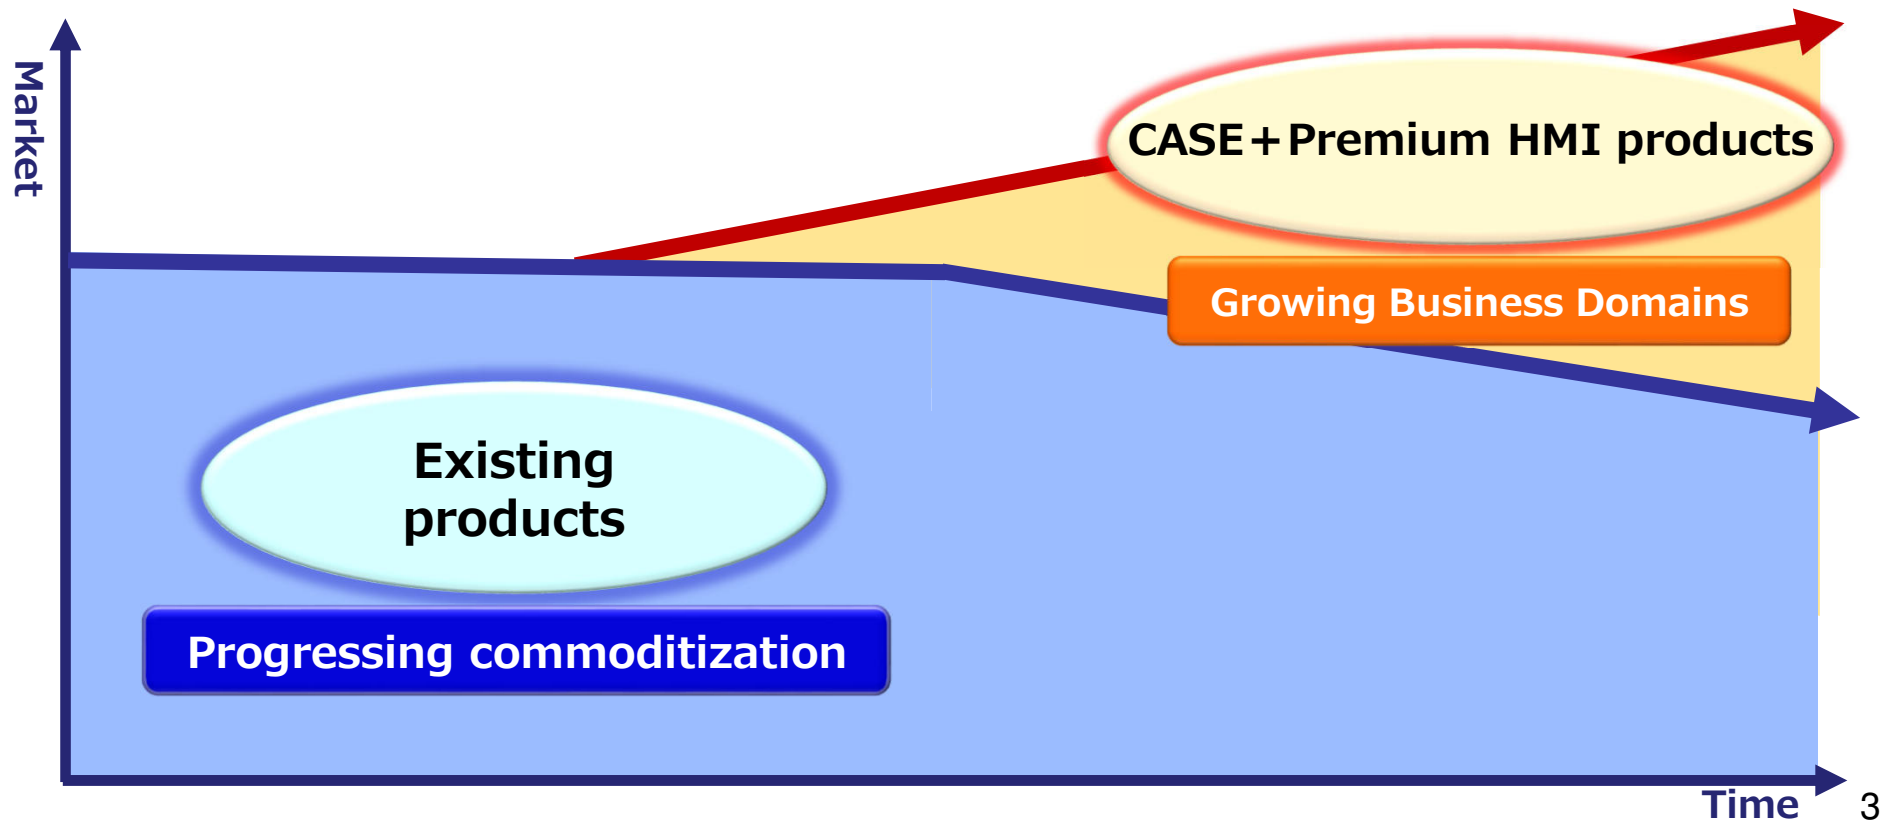 Market
CASE+Premium HMI products
Growing Business Domains
Existing
products
Progressing commoditization
Time
3